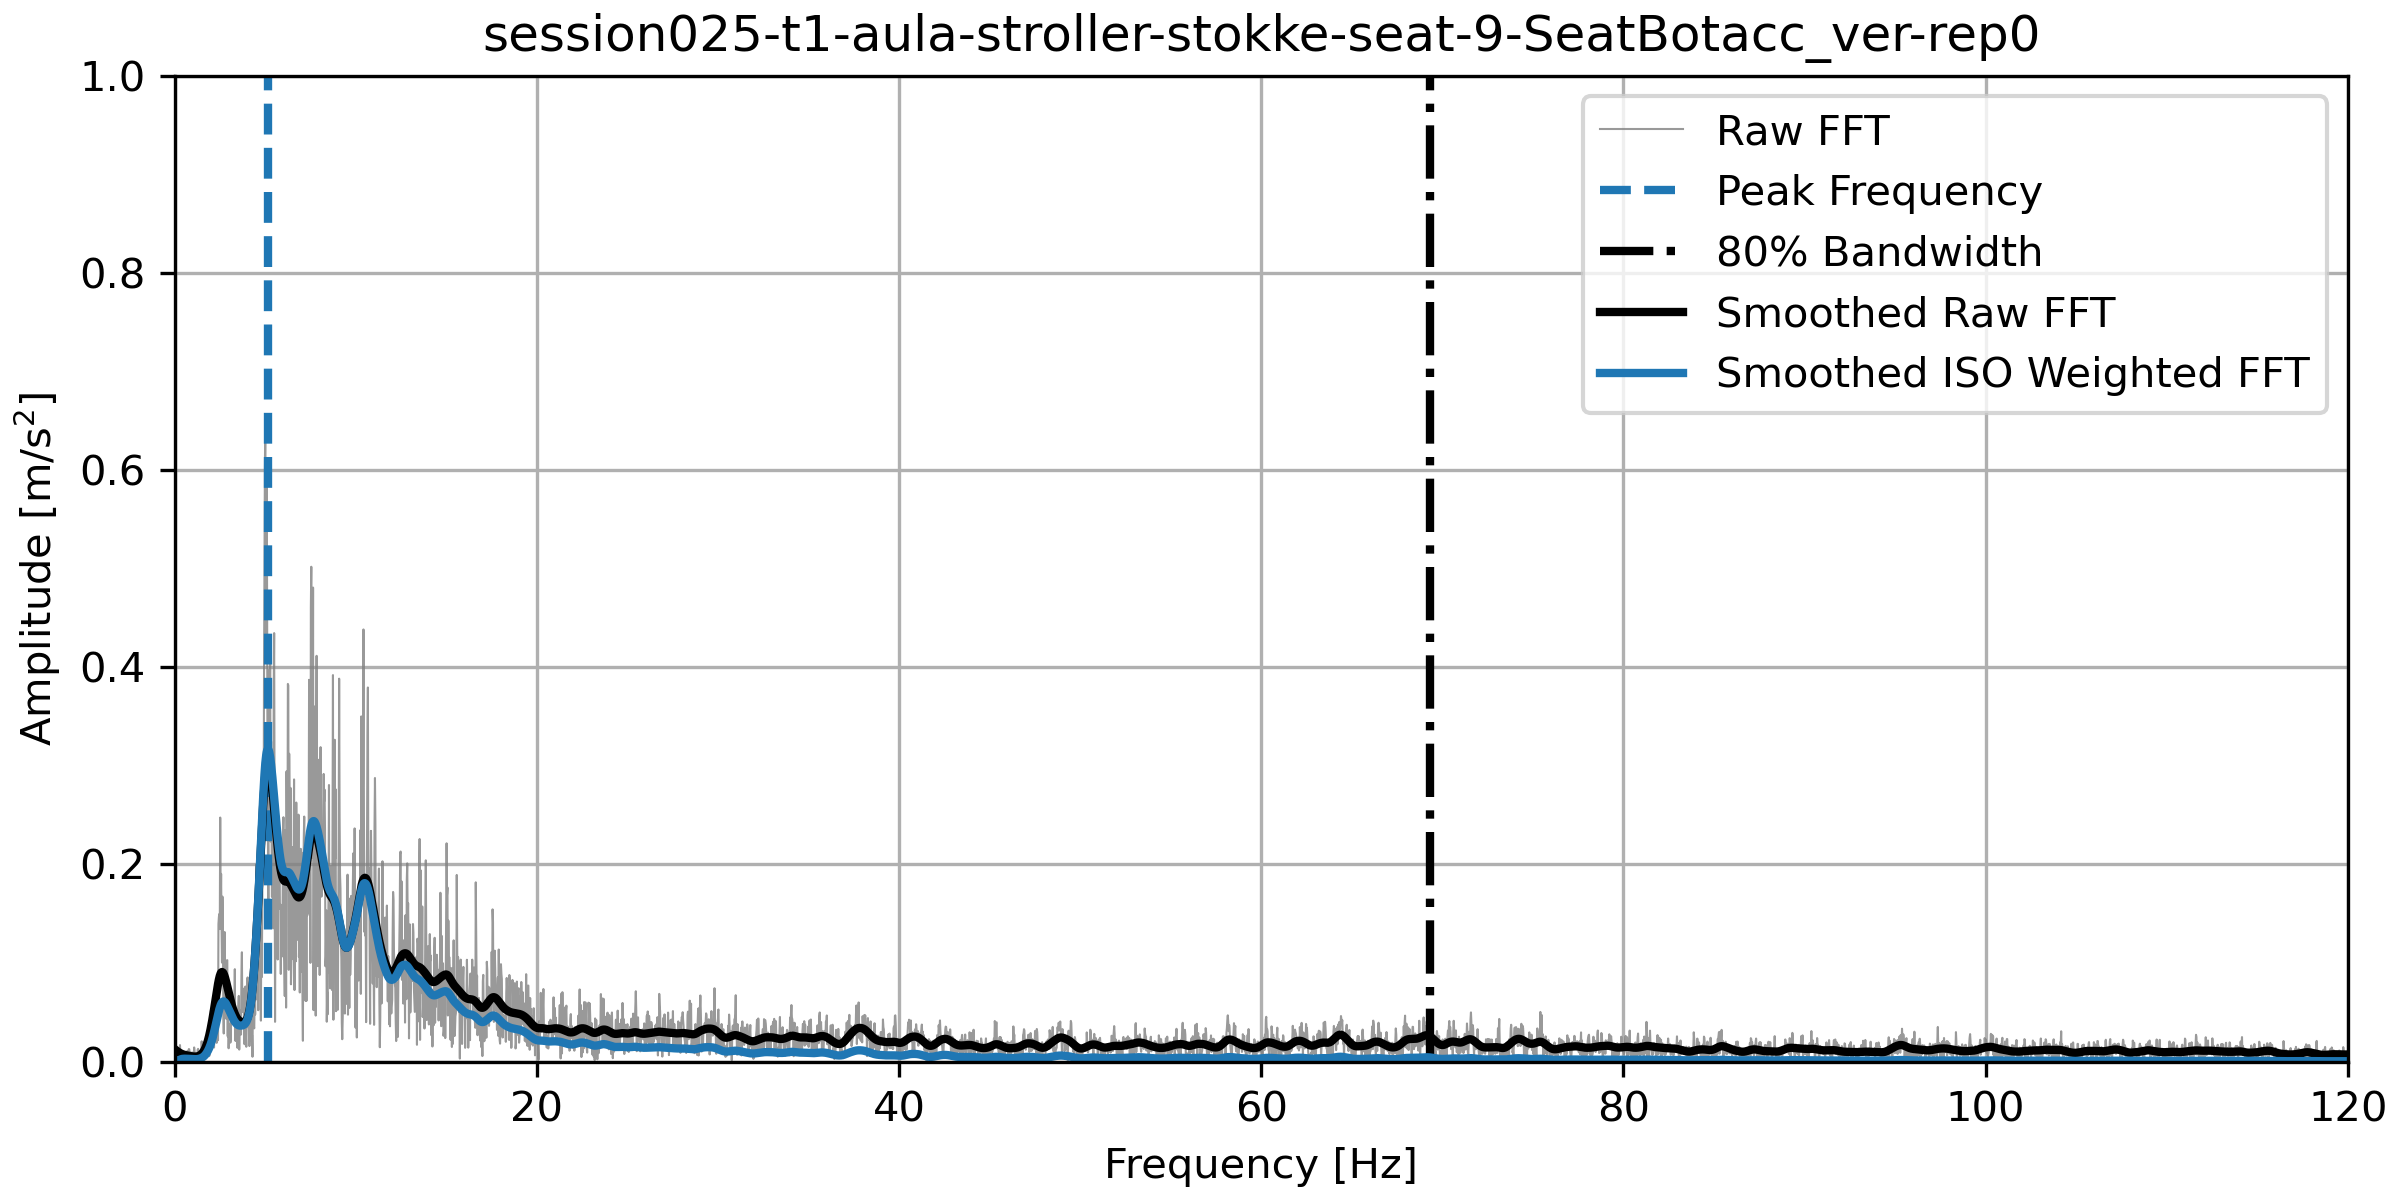 session025-t1-aula-stroller-stokke-seat-9-SeatBotacc_ver-rep0
1.0
0.8
0.6
0.4
0.2
0.0
Amplitude [m/s²]
Raw FFT
Peak Frequency
80% Bandwidth
Smoothed Raw FFT
Smoothed ISO Weighted FFT
0 20 40 60 80 100 120
Frequency [Hz]